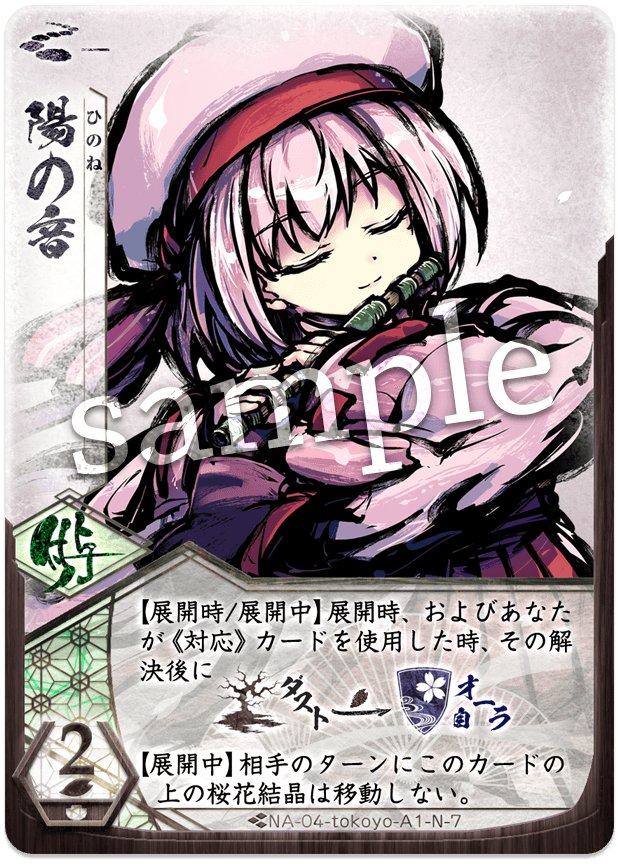 陽の音
ひのね
sample
付与
【展開時/展開中】展開時、およびあなた
が《対応》カードを使用した時、その解
決後に
ダスト
オーラ
自
2
【展開中】相手のターンにこのカードの
上の桜花結晶は移動しない。
NA-04-tokoyo-A1-N-7